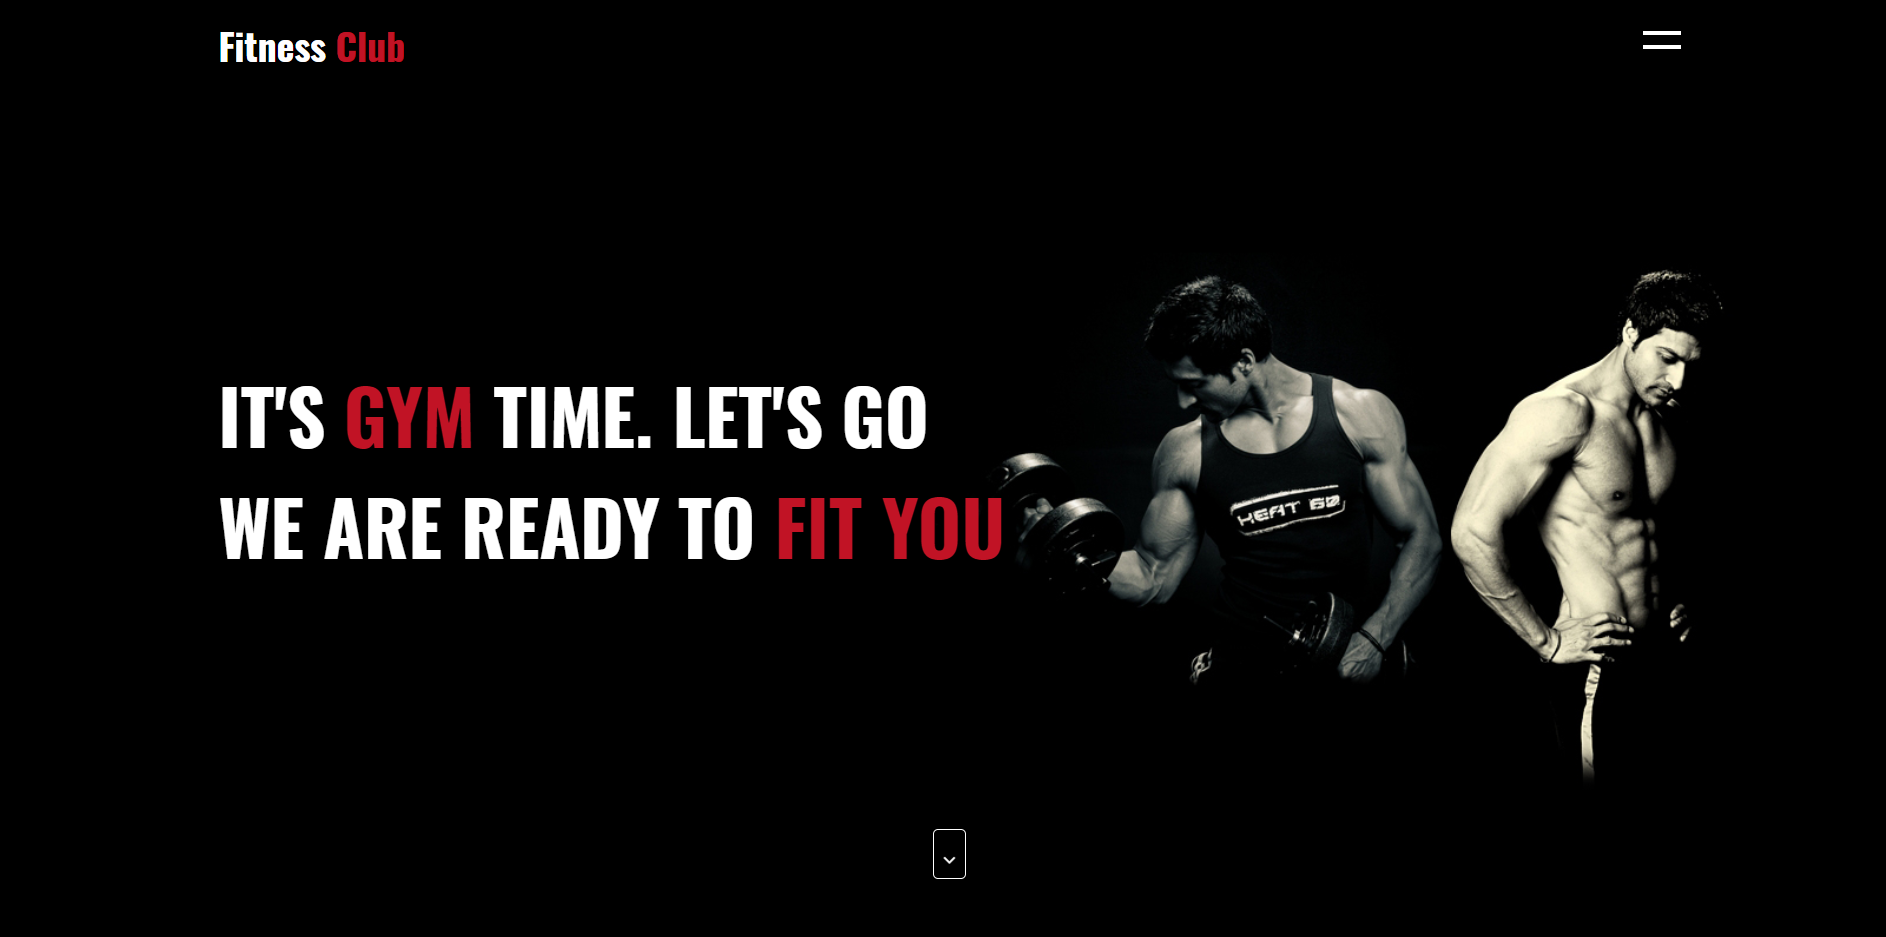 Fitness Club
IT'S GYM TIME. LET'S GO
WE ARE READY TO FIT YOU
HEAT 60